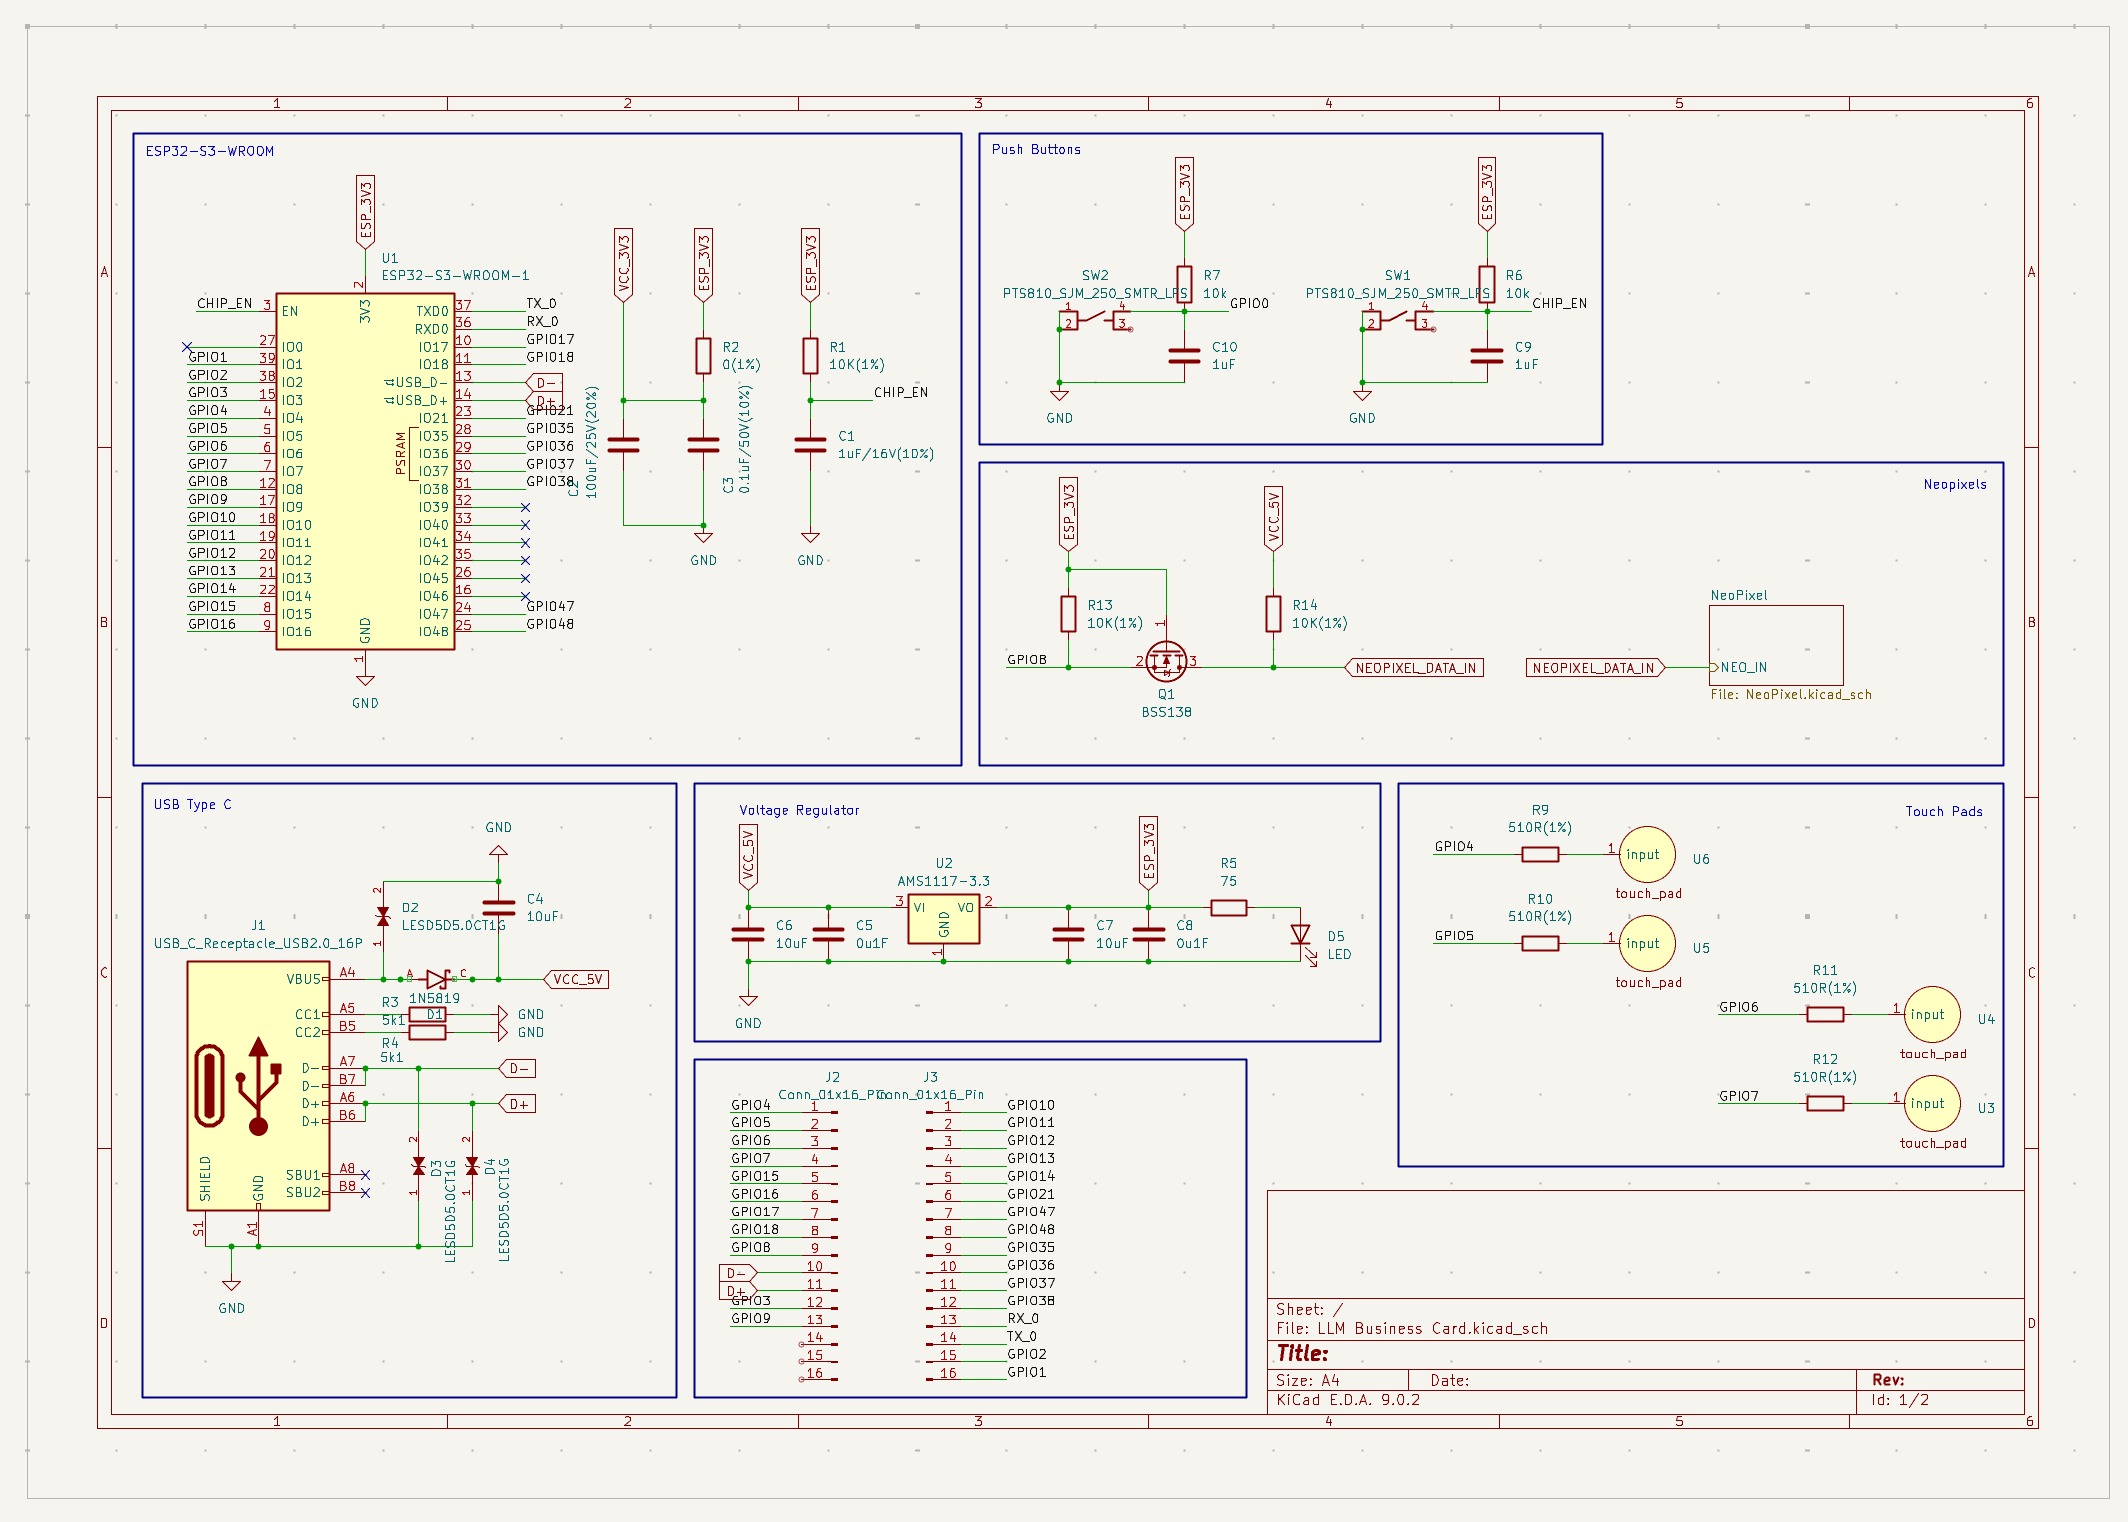 1 2 3 4 5 6
A
B
C
D
ESP32-S3-WROOM
ESP_3V3
U1
ESP32-S3-WROOM-1
2
3V3
CHIP_EN 3 EN
27 IO0
GPIO1 39 IO1
GPIO2 38 IO2
GPIO3 15 IO3
GPIO4 4 IO4
GPIO5 5 IO5
GPIO6 6 IO6
GPIO7 7 IO7
GPIO8 12 IO8
GPIO9 17 IO9
GPIO10 18 IO10
GPIO11 19 IO11
GPIO12 20 IO12
GPIO13 21 IO13
GPIO14 22 IO14
GPIO15 8 IO15
GPIO16 9 IO16
TXD0 37 TX_0
RXD0 36 RX_0
IO17 10 GPIO17
IO18 11 GPIO18
USB_D- 13 D-
USB_D+ 14 D+
IO21 23 GPIO21
IO35 28 GPIO35
IO36 29 GPIO36
IO37 30 GPIO37
IO38 31 GPIO38
IO39 32
IO40 33
IO41 34
IO42 35
IO45 26
IO46 16
IO47 24 GPIO47
IO48 25 GPIO48
PSRAM
GND
1
GND
VCC_3V3
ESP_3V3
ESP_3V3
R2
0(1%)
R1
10K(1%)
CHIP_EN
C2
100uF/25V(20%)
C3
0.1uF/50V(10%)
C1
1uF/16V(10%)
GND
GND
Push Buttons
ESP_3V3
SW2
PTS810_SJM_250_SMTR_LFS
R7
10k
GPIO0
1 4
2 3
C10
1uF
GND
ESP_3V3
SW1
PTS810_SJM_250_SMTR_LFS
R6
10k
CHIP_EN
1 4
2 3
C9
1uF
GND
Neopixels
ESP_3V3
VCC_5V
R13
10K(1%)
R14
10K(1%)
GPIO8
1
2 3
Q1
BSS138
NEOPIXEL_DATA_IN
NEOPIXEL_DATA_IN
NeoPixel
NEO_IN
File: NeoPixel.kicad_sch
USB Type C
GND
2
D2
LESD5D5.0CT1G
1
C4
10uF
J1
USB_C_Receptacle_USB2.0_16P
VBUS A4
A C
1N5819
D1
VCC_5V
CC1 A5
R3
5k1
GND
CC2 B5
R4
5k1
GND
D- A7
D- B7
D-
D+ A6
D+ B6
D+
2 2
D3
LESD5D5.0CT1G
D4
LESD5D5.0CT1G
1 1
SBU1 A8
SBU2 B8
SHIELD
GND
S1
A1
GND
Voltage Regulator
VCC_5V
U2
AMS1117-3.3
3 VI VO 2
GND
1
ESP_3V3
R5
75
C6
10uF
C5
0u1F
C7
10uF
C8
0u1F
D5
LED
GND
Touch Pads
R9
510R(1%)
GPIO4 1 input U6
touch_pad
R10
510R(1%)
GPIO5 1 input U5
touch_pad
R11
510R(1%)
GPIO6 1 input U4
touch_pad
R12
510R(1%)
GPIO7 1 input U3
touch_pad
J2
Conn_01x16_Pin
GPIO4 1
GPIO5 2
GPIO6 3
GPIO7 4
GPIO15 5
GPIO16 6
GPIO17 7
GPIO18 8
GPIO8 9
D- 10
D+ 11
GPIO3 12
GPIO9 13
14
15
16
J3
Conn_01x16_Pin
1 GPIO10
2 GPIO11
3 GPIO12
4 GPIO13
5 GPIO14
6 GPIO21
7 GPIO47
8 GPIO48
9 GPIO35
10 GPIO36
11 GPIO37
12 GPIO38
13 RX_0
14 TX_0
15 GPIO2
16 GPIO1
Sheet: /
File: LLM Business Card.kicad_sch
Title:
Size: A4 Date: Rev:
KiCad E.D.A. 9.0.2 Id: 1/2
A
B
C
D
1 2 3 4 5 6